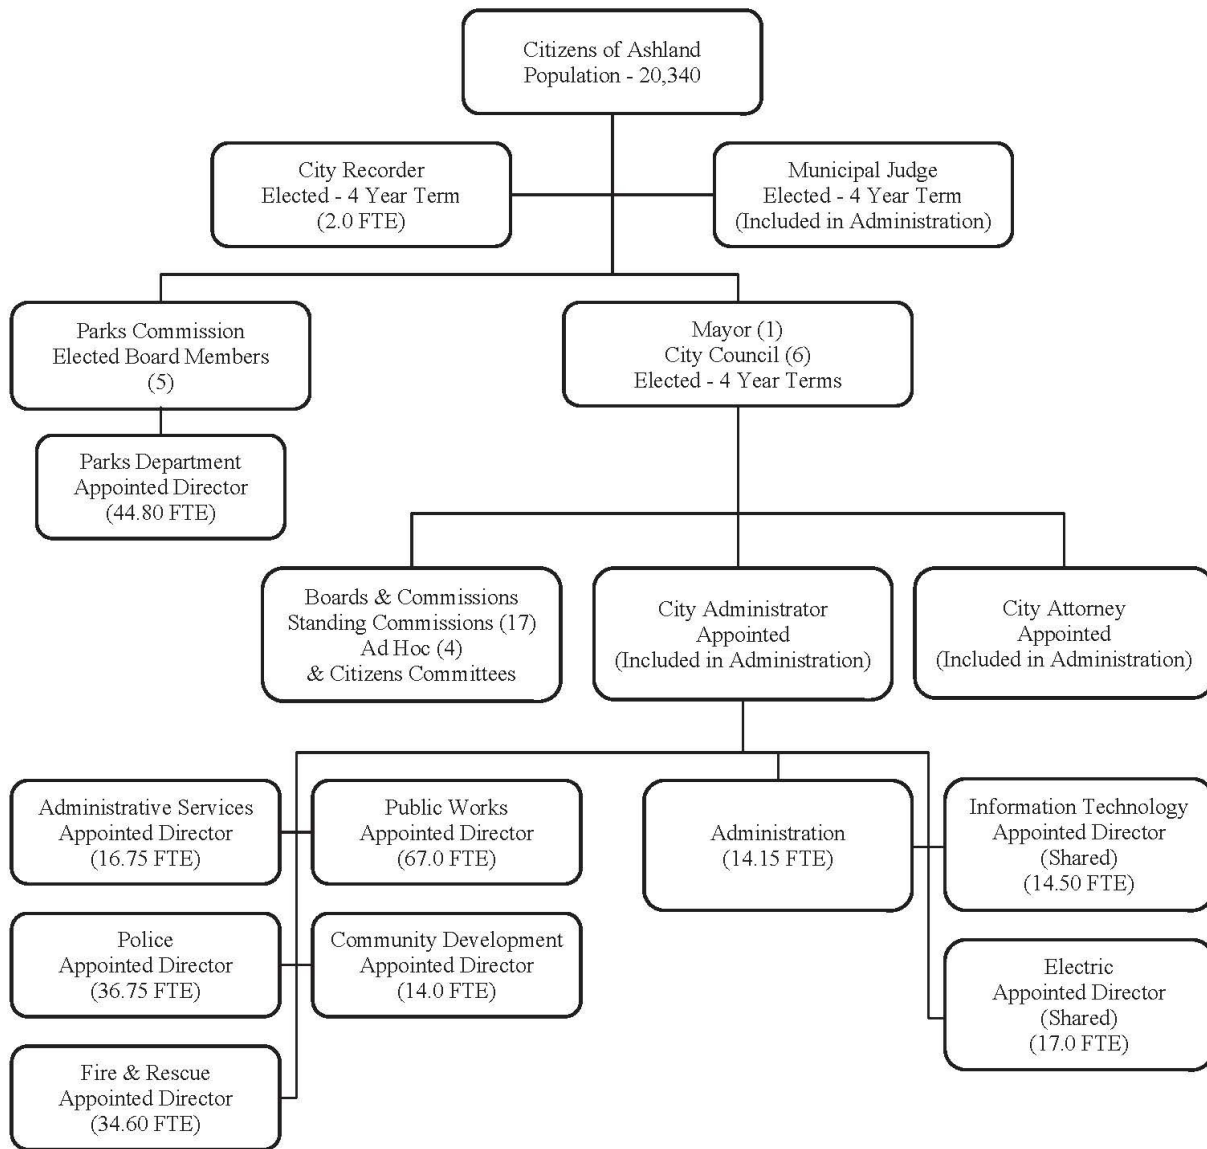 Citizens of Ashland
Population - 20,340
City Recorder
Elected - 4 Year Term
(2.0 FTE)
Municipal Judge
Elected - 4 Year Term
(Included in Administration)
Parks Commission
Elected Board Members
(5)
Mayor (1)
City Council (6)
Elected - 4 Year Terms
Parks Department
Appointed Director
(44.80 FTE)
Boards & Commissions
Standing Commissions (17)
Ad Hoc (4)
& Citizens Committees
City Administrator
Appointed
(Included in Administration)
City Attorney
Appointed
(Included in Administration)
Administrative Services
Appointed Director
(16.75 FTE)
Public Works
Appointed Director
(67.0 FTE)
Administration
(14.15 FTE)
Information Technology
Appointed Director
(Shared)
(14.50 FTE)
Police
Appointed Director
(36.75 FTE)
Community Development
Appointed Director
(14.0 FTE)
Electric
Appointed Director
(Shared)
(17.0 FTE)
Fire & Rescue
Appointed Director
(34.60 FTE)